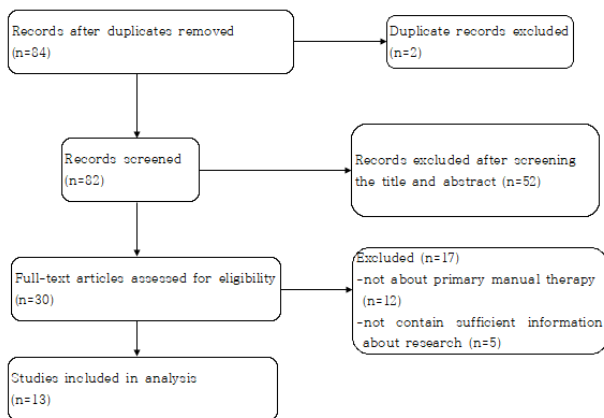 Records after duplicates removed
(n=84)
Duplicate records excluded
(n=2)
Records screened
(n=82)
Records excluded after screening
the title and abstract (n=52)
Full-text articles assessed for eligibility
(n=30)
Excluded (n=17)
-not about primary manual therapy
(n=12)
-not contain sufficient information
about research (n=5)
Studies included in analysis
(n=13)